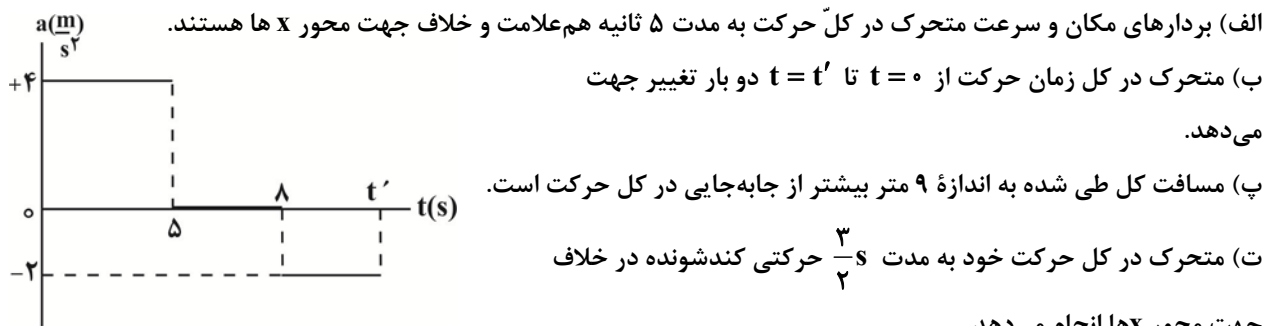 الف) بردارهای مکان و سرعت متحرک در کلّ حرکت به مدت ۵ ثانیه هم‌علامت و خلاف جهت محور x ها هستند.
ب) متحرک در کل زمان حرکت از t = ۰ تا t = t′ دو بار تغییر جهت
می‌دهد.
پ) مسافت کل طی شده به اندازهٔ ۹ متر بیشتر از جابه‌جایی در کل حرکت است.
ت) متحرک در کل حرکت خود به مدت ۳/۲ s حرکتی کندشونده در خلاف
جهت محور xها انجام می‌دهد.
a(m/s۲)
+۴
۰
−۲
۵
۸
t′
t(s)